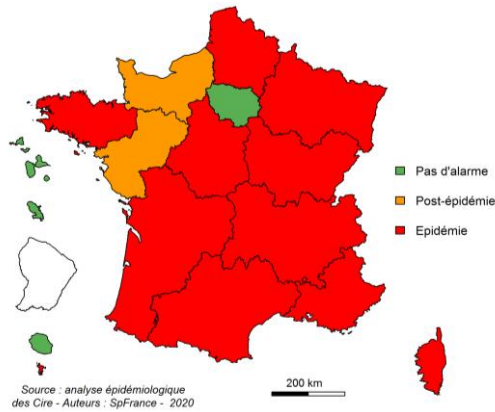 Pas d'alarme
Post-épidémie
Epidémie
200 km
Source : analyse épidémiologique
des Cire - Auteurs : SpFrance - 2020